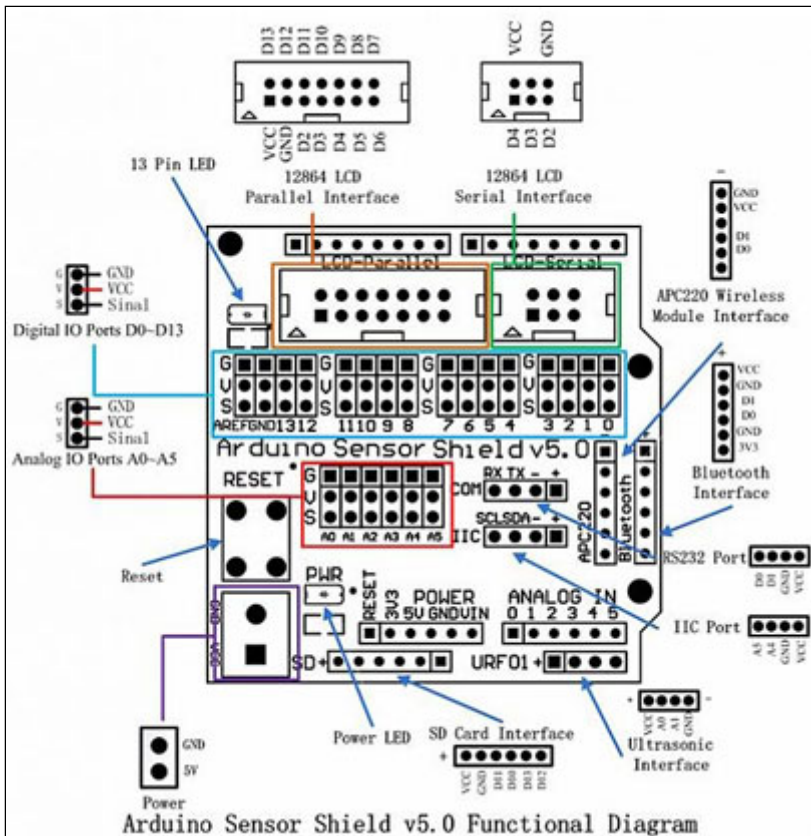 D13 D12 D11 D10 D9 D8 D7
VCC GND
VCC GND D2 D3 D4 D5 D6
D4 D3 D2
13 Pin LED
12864 LCD
Parallel Interface
12864 LCD
Serial Interface
GND
VCC
D1
D0
APC220 Wireless
Module Interface
LCD-Parallel
LCD-Serial
G GND
V VCC
S Sinal
Digital IO Ports D0~D13
G GND
V VCC
S Sinal
Analog IO Ports A0~A5
G G G G
V V V V
S S S S
AREF GND 13 12 11 10 9 8 7 6 5 4 3 2 1 0
Arduino Sensor Shield v5.0
+
VCC
GND
D1
D0
GND
3V3
Bluetooth
Interface
RESET
G
V
S
A0 A1 A2 A3 A4 A5
COM RX TX - +
IIC SCL SDA - +
- +
APC220
Bluetooth
RS232 Port
D0 D1 GND VCC
Reset
IIC Port
A5 A4 GND VCC
PWR
RESET 3V3 5V GND VIN
POWER
ANALOG IN
0 1 2 3 4 5
GND
VCC
SD+
URF01+
GND
5V
Power
Power LED
SD Card Interface
+
VCC GND D11 D10 D13 D12
+ -
VCC A0 A1 GND
Ultrasonic
Interface
Arduino Sensor Shield v5.0 Functional Diagram